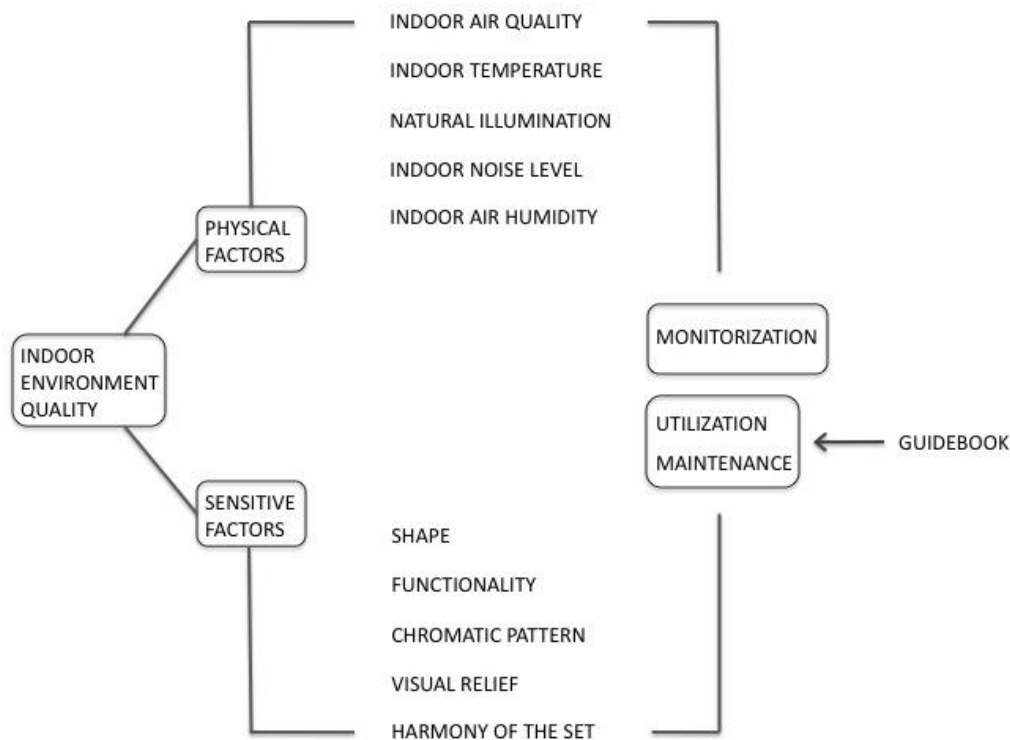 INDOOR AIR QUALITY
INDOOR TEMPERATURE
NATURAL ILLUMINATION
INDOOR NOISE LEVEL
INDOOR AIR HUMIDITY
PHYSICAL
FACTORS
INDOOR
ENVIRONMENT
QUALITY
MONITORIZATION
UTILIZATION
MAINTENANCE
GUIDEBOOK
SENSITIVE
FACTORS
SHAPE
FUNCTIONALITY
CHROMATIC PATTERN
VISUAL RELIEF
HARMONY OF THE SET